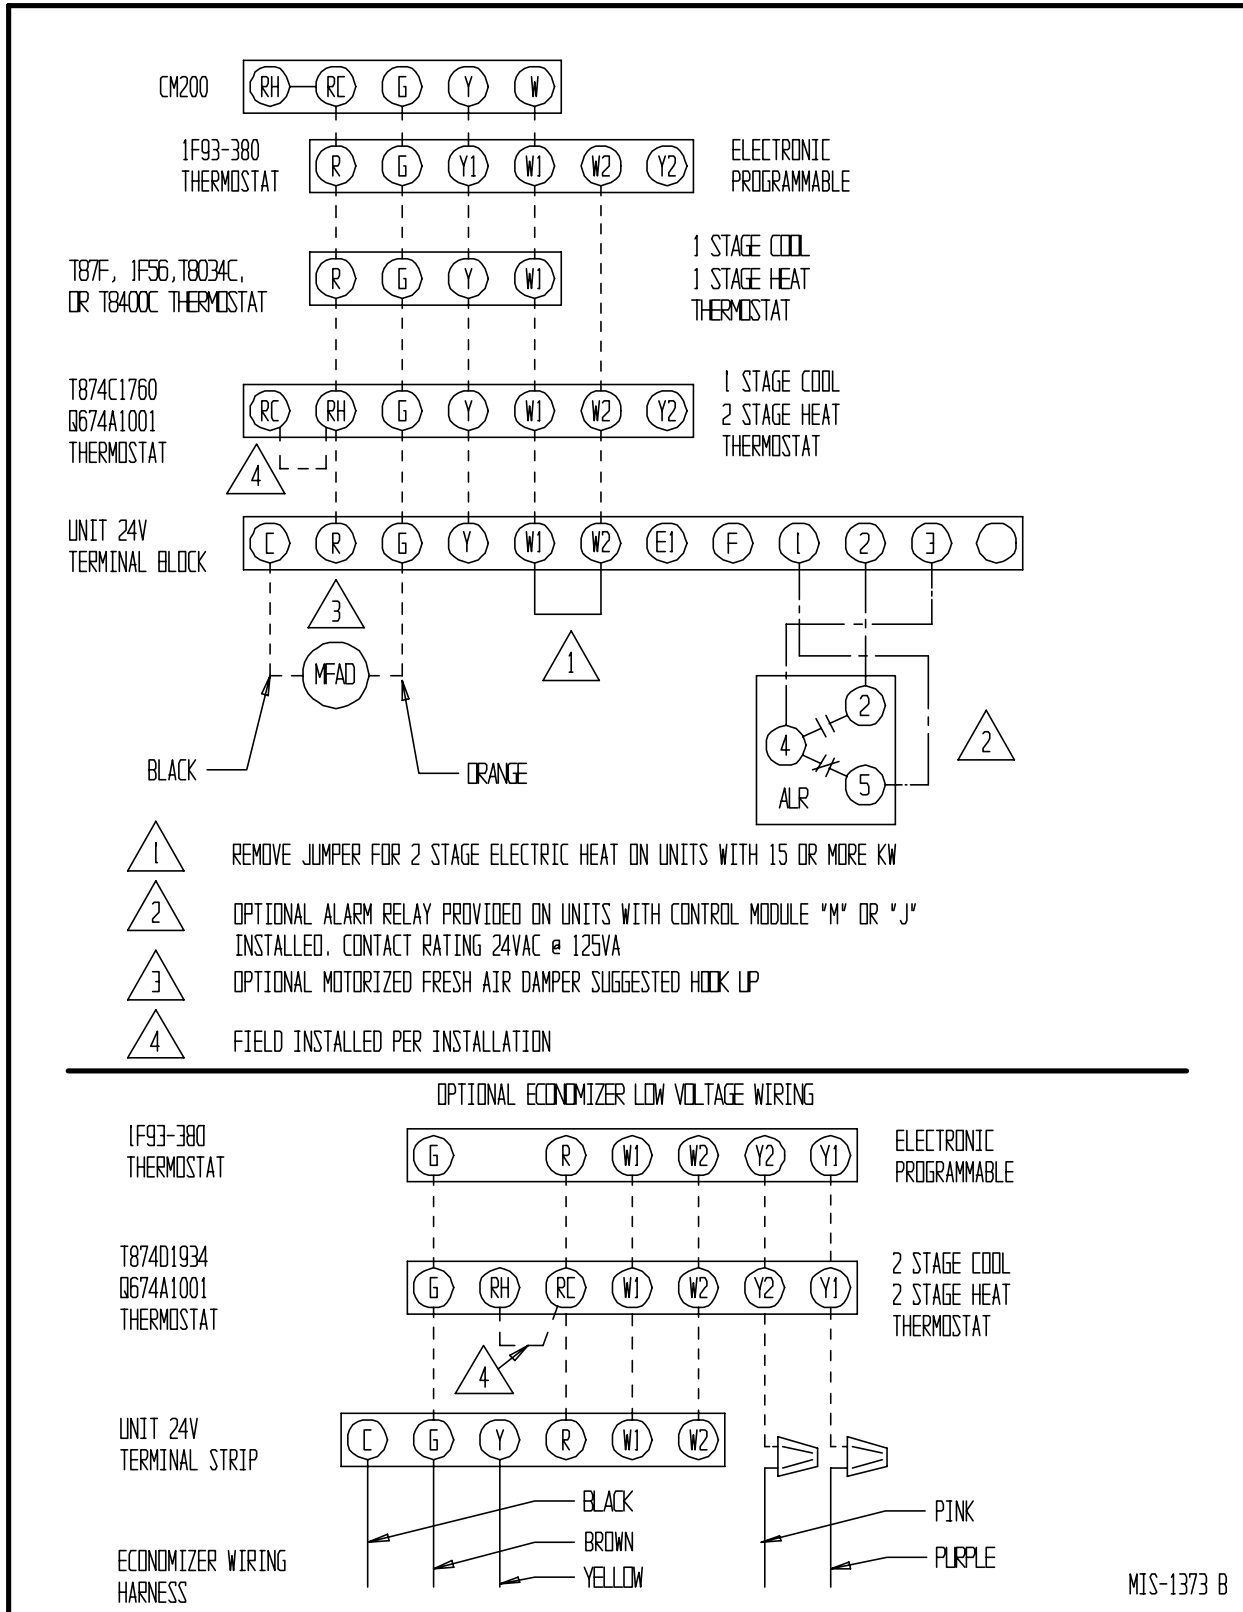 CM200
RH RC G Y W
1F93-380
THERMOSTAT
R G Y1 W1 W2 Y2
ELECTRONIC
PROGRAMMABLE
T87F, 1F56,T8034C,
OR T8400C THERMOSTAT
R G Y W1
1 STAGE COOL
1 STAGE HEAT
THERMOSTAT
T874C1760
Q674A1001
THERMOSTAT
RC RH G Y W1 W2 Y2
1 STAGE COOL
2 STAGE HEAT
THERMOSTAT
4
UNIT 24V
TERMINAL BLOCK
C R G Y W1 W2 E1 F 1 2 3
3
1
MFAD
BLACK
ORANGE
2
4
5
ALR
2
1 REMOVE JUMPER FOR 2 STAGE ELECTRIC HEAT ON UNITS WITH 15 OR MORE KW
2 OPTIONAL ALARM RELAY PROVIDED ON UNITS WITH CONTROL MODULE "M" OR "J"
INSTALLED. CONTACT RATING 24VAC @ 125VA
3 OPTIONAL MOTORIZED FRESH AIR DAMPER SUGGESTED HOOK UP
4 FIELD INSTALLED PER INSTALLATION
OPTIONAL ECONOMIZER LOW VOLTAGE WIRING
1F93-380
THERMOSTAT
G R W1 W2 Y2 Y1
ELECTRONIC
PROGRAMMABLE
T874D1934
Q674A1001
THERMOSTAT
G RH RC W1 W2 Y2 Y1
2 STAGE COOL
2 STAGE HEAT
THERMOSTAT
4
UNIT 24V
TERMINAL STRIP
C G Y R W1 W2
BLACK
BROWN
YELLOW
PINK
PURPLE
ECONOMIZER WIRING
HARNESS
MIS-1373 B